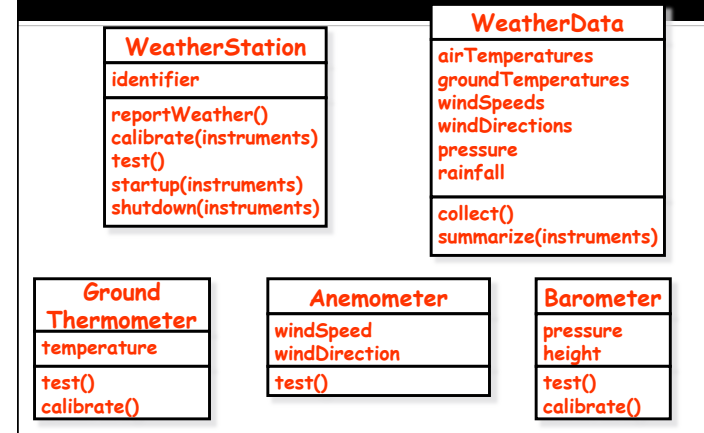 WeatherStation
identifier
reportWeather()
calibrate(instruments)
test()
startup(instruments)
shutdown(instruments)
WeatherData
airTemperatures
groundTemperatures
windSpeeds
windDirections
pressure
rainfall
collect()
summarize(instruments)
Ground
Thermometer
temperature
test()
calibrate()
Anemometer
windSpeed
windDirection
test()
Barometer
pressure
height
test()
calibrate()